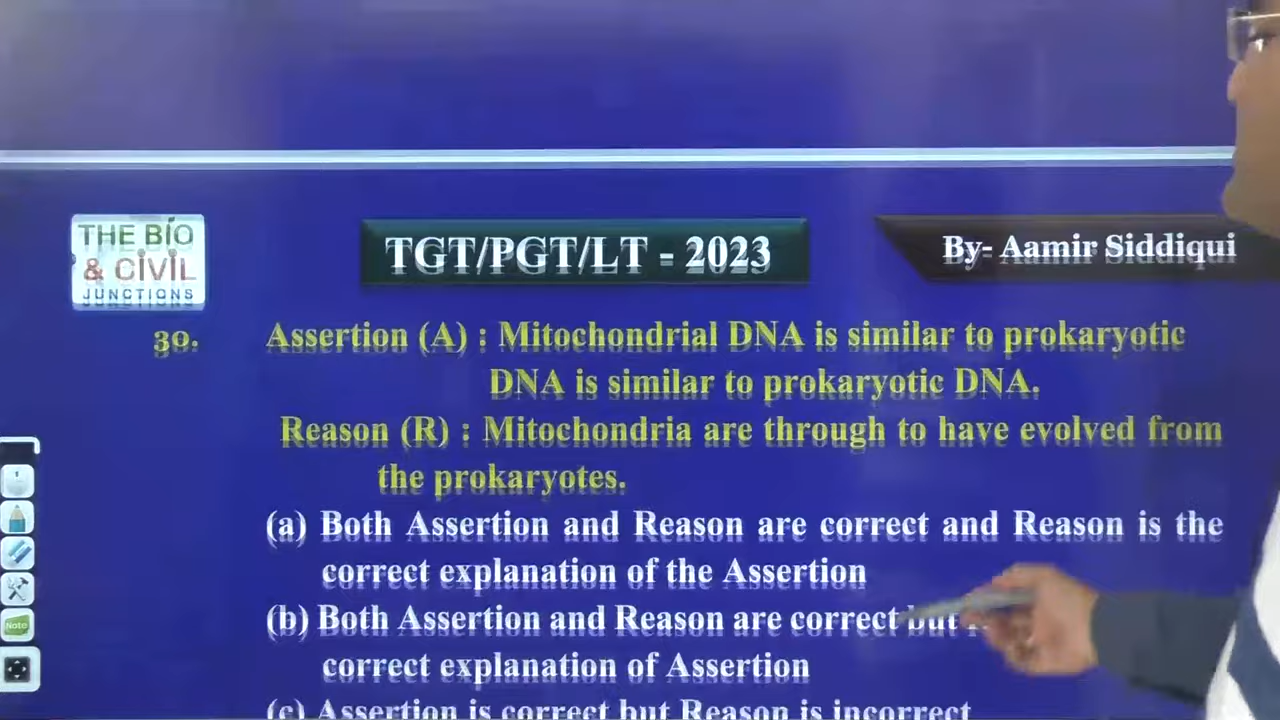 THE BIO
& CIVIL
JUNCTIONS
TGT/PGT/LT - 2023
By- Aamir Siddiqui
30. Assertion (A) : Mitochondrial DNA is similar to prokaryotic
DNA is similar to prokaryotic DNA.
Reason (R) : Mitochondria are through to have evolved from
the prokaryotes.
(a) Both Assertion and Reason are correct and Reason is the
correct explanation of the Assertion
(b) Both Assertion and Reason are correct but
correct explanation of Assertion
(c) Assertion is correct but Reason is incorrect
Note